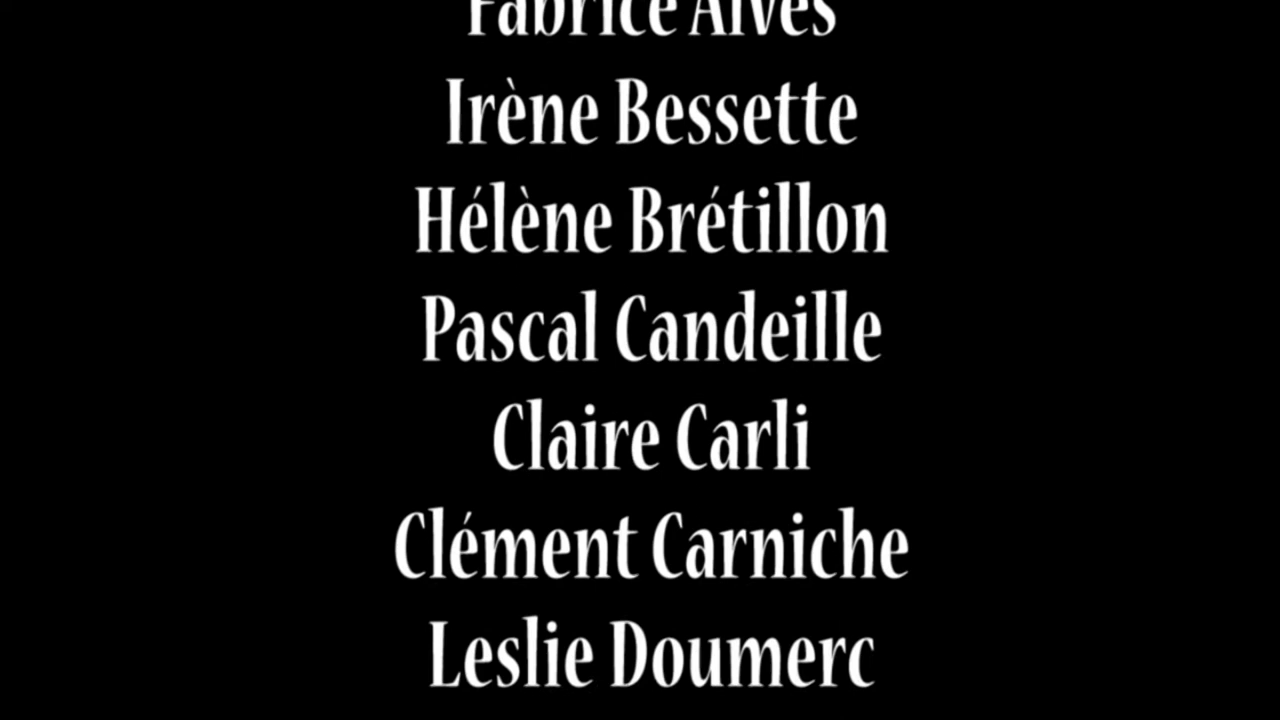 Fabrice Alves
Irène Bessette
Hélène Brétillon
Pascal Candeille
Claire Carli
Clément Carniche
Leslie Doumerc